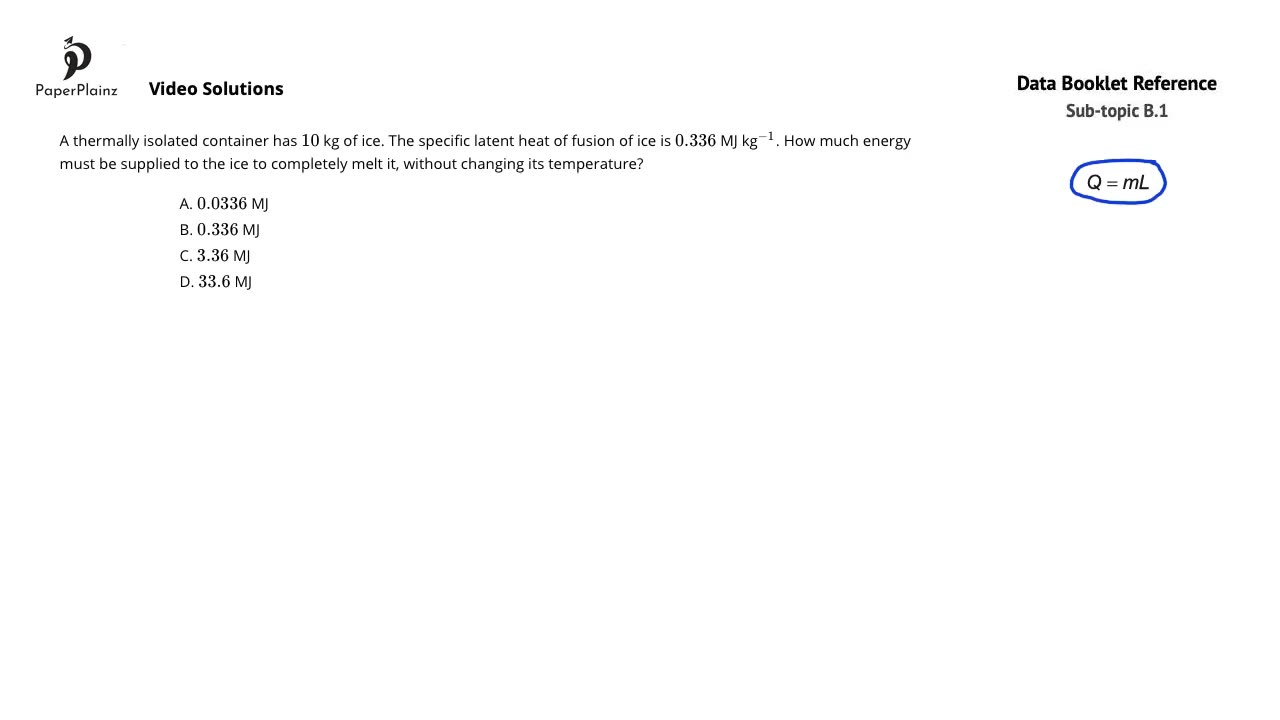 PaperPlainz
Video Solutions
Data Booklet Reference
Sub-topic B.1
A thermally isolated container has 10 kg of ice. The specific latent heat of fusion of ice is 0.336 MJ kg⁻¹. How much energy
must be supplied to the ice to completely melt it, without changing its temperature?
Q = mL
A. 0.0336 MJ
B. 0.336 MJ
C. 3.36 MJ
D. 33.6 MJ